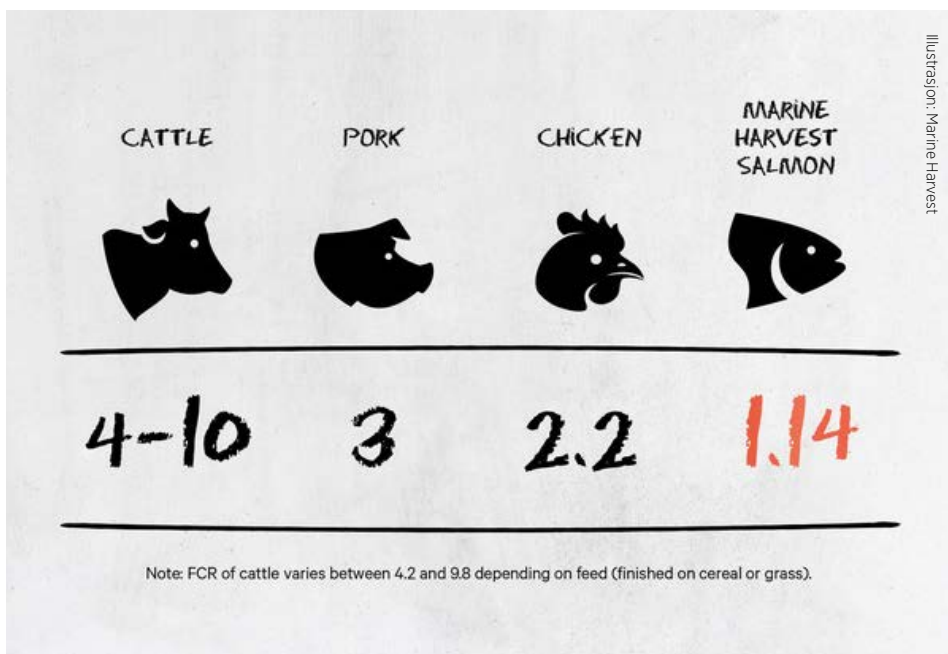 CATTLE
PORK
CHICKEN
MARINE
HARVEST
SALMON
4-10
3
2.2
1.14
Note: FCR of cattle varies between 4.2 and 9.8 depending on feed (finished on cereal or grass).
Illustrasjon: Marine Harvest